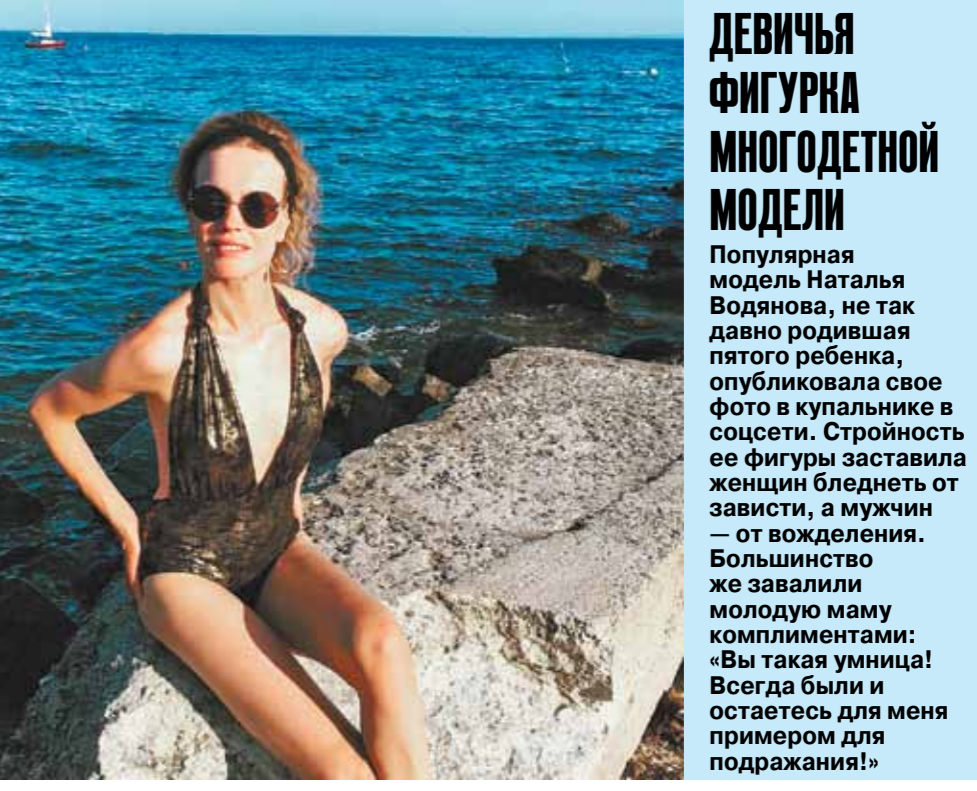 ДЕВИЧЬЯ
ФИГУРКА
МНОГОДЕТНОЙ
МОДЕЛИ
Популярная
модель Наталья
Водянова, не так
давно родившая
пятого ребенка,
опубликовала свое
фото в купальнике в
соцсети. Стройность
ее фигуры заставила
женщин бледнеть от
зависти, а мужчин
— от вожделения.
Большинство
же завалили
молодую маму
комплиментами:
«Вы такая умница!
Всегда были и
остаетесь для меня
примером для
подражания!»